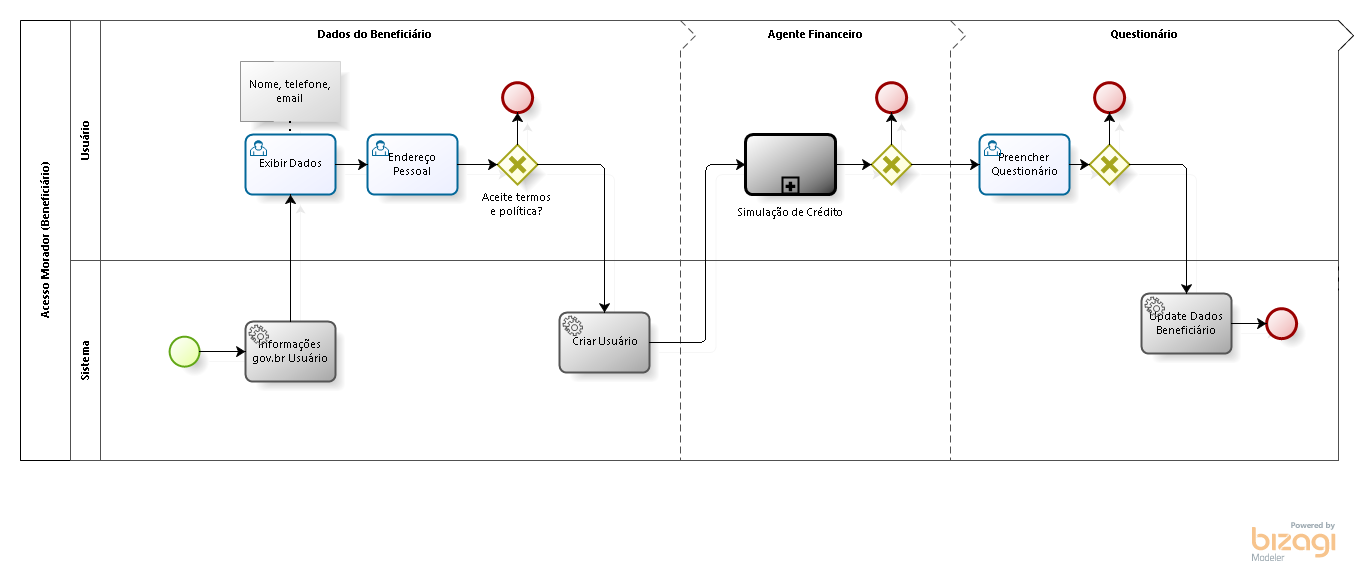 Acesso Morador (Beneficiário)
Usuário
Sistema
Dados do Beneficiário
Agente Financeiro
Questionário
Nome, telefone,
email
Exibir Dados
Endereço
Pessoal
Aceite termos
e política?
Simulação de Crédito
Preencher
Questionário
Informações
gov.br Usuário
Criar Usuário
Update Dados
Beneficiário
Powered by
bizagi
Modeler